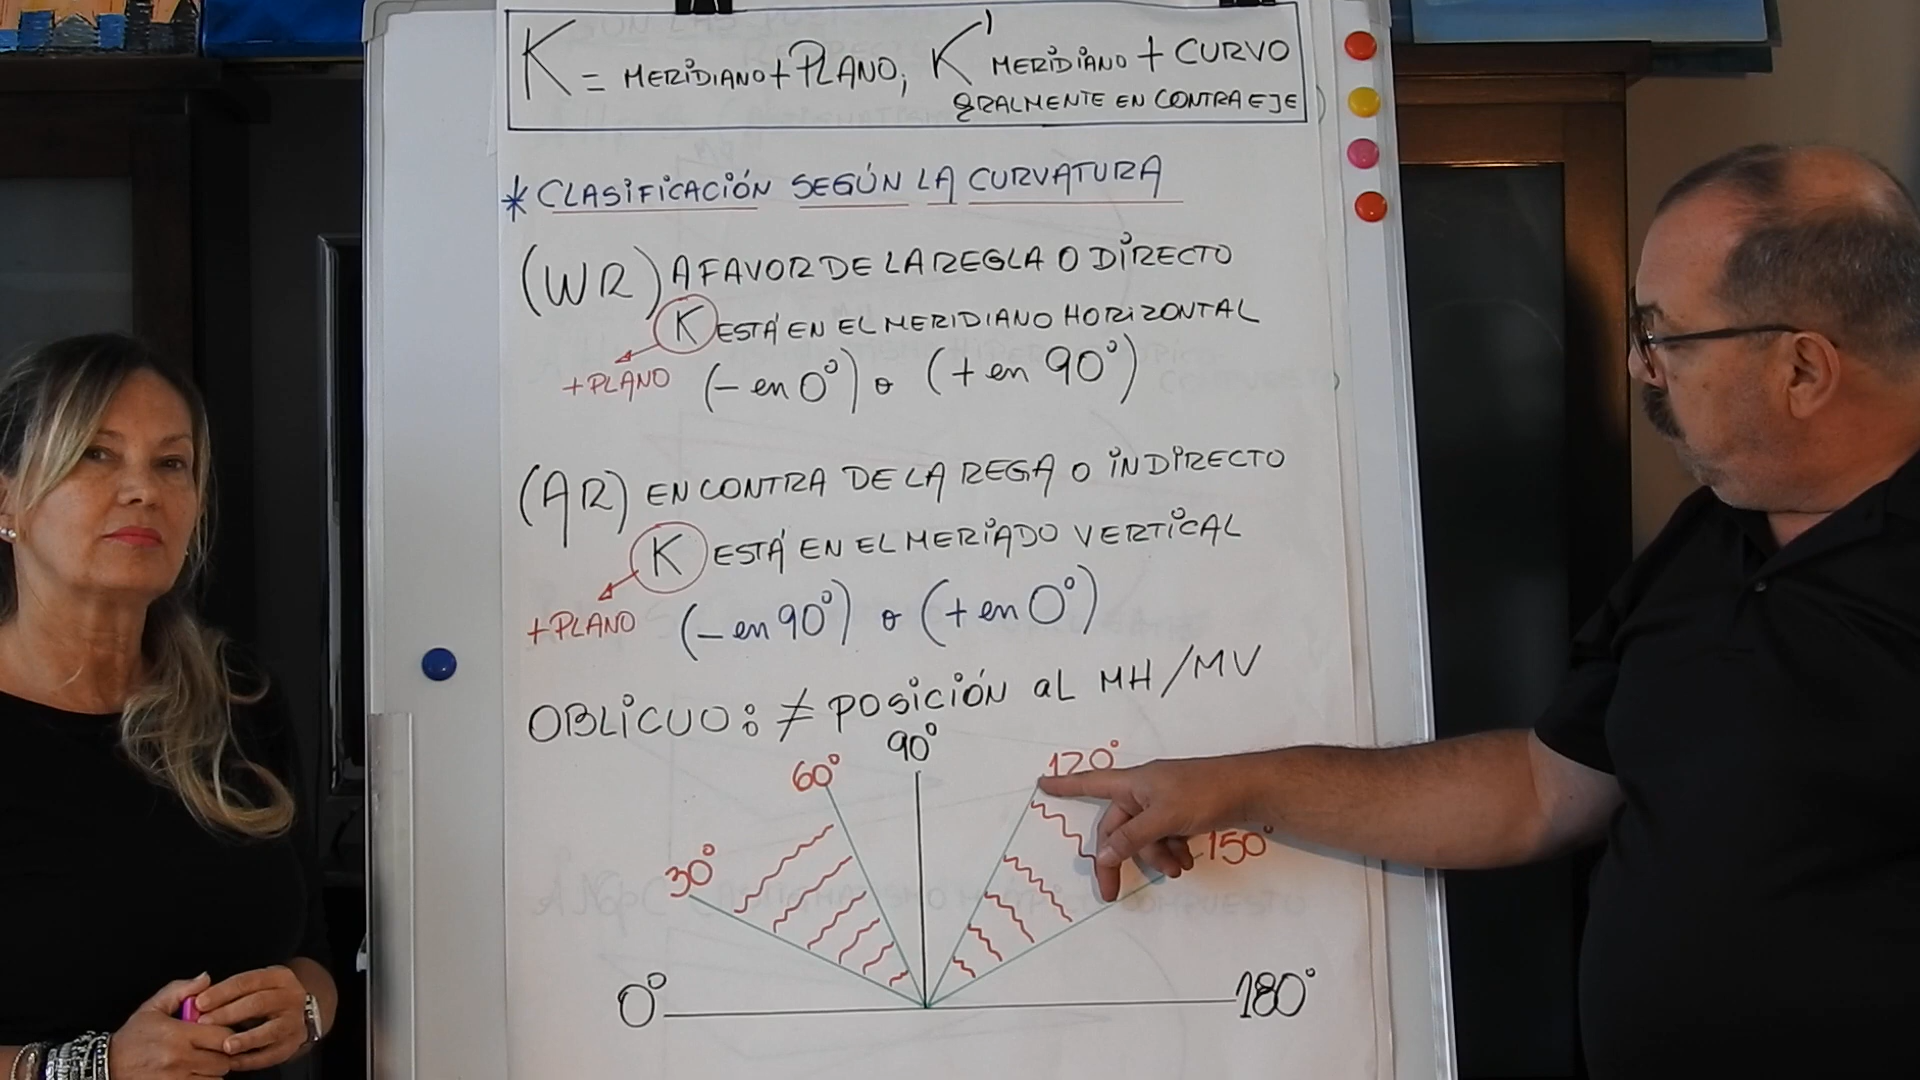 K = MERIDIANO + PLANO, K' MERIDIANO + CURVO
GRALMENTE EN CONTRA EJE
* CLASIFICACIÓN SEGÚN LA CURVATURA
(WR) A FAVOR DE LA REGLA O DIRECTO
K ESTÁ EN EL MERIDIANO HORIZONTAL
+ PLANO (- en 0°) o (+ en 90°)
(AR) EN CONTRA DE LA REGA O INDIRECTO
K ESTÁ EN EL MERIADO VERTICAL
+ PLANO (- en 90°) o (+ en 0°)
OBLICUO: ≠ POSICIÓN aL MH/MV
90°
60° 120°
30° 150°
0° 180°